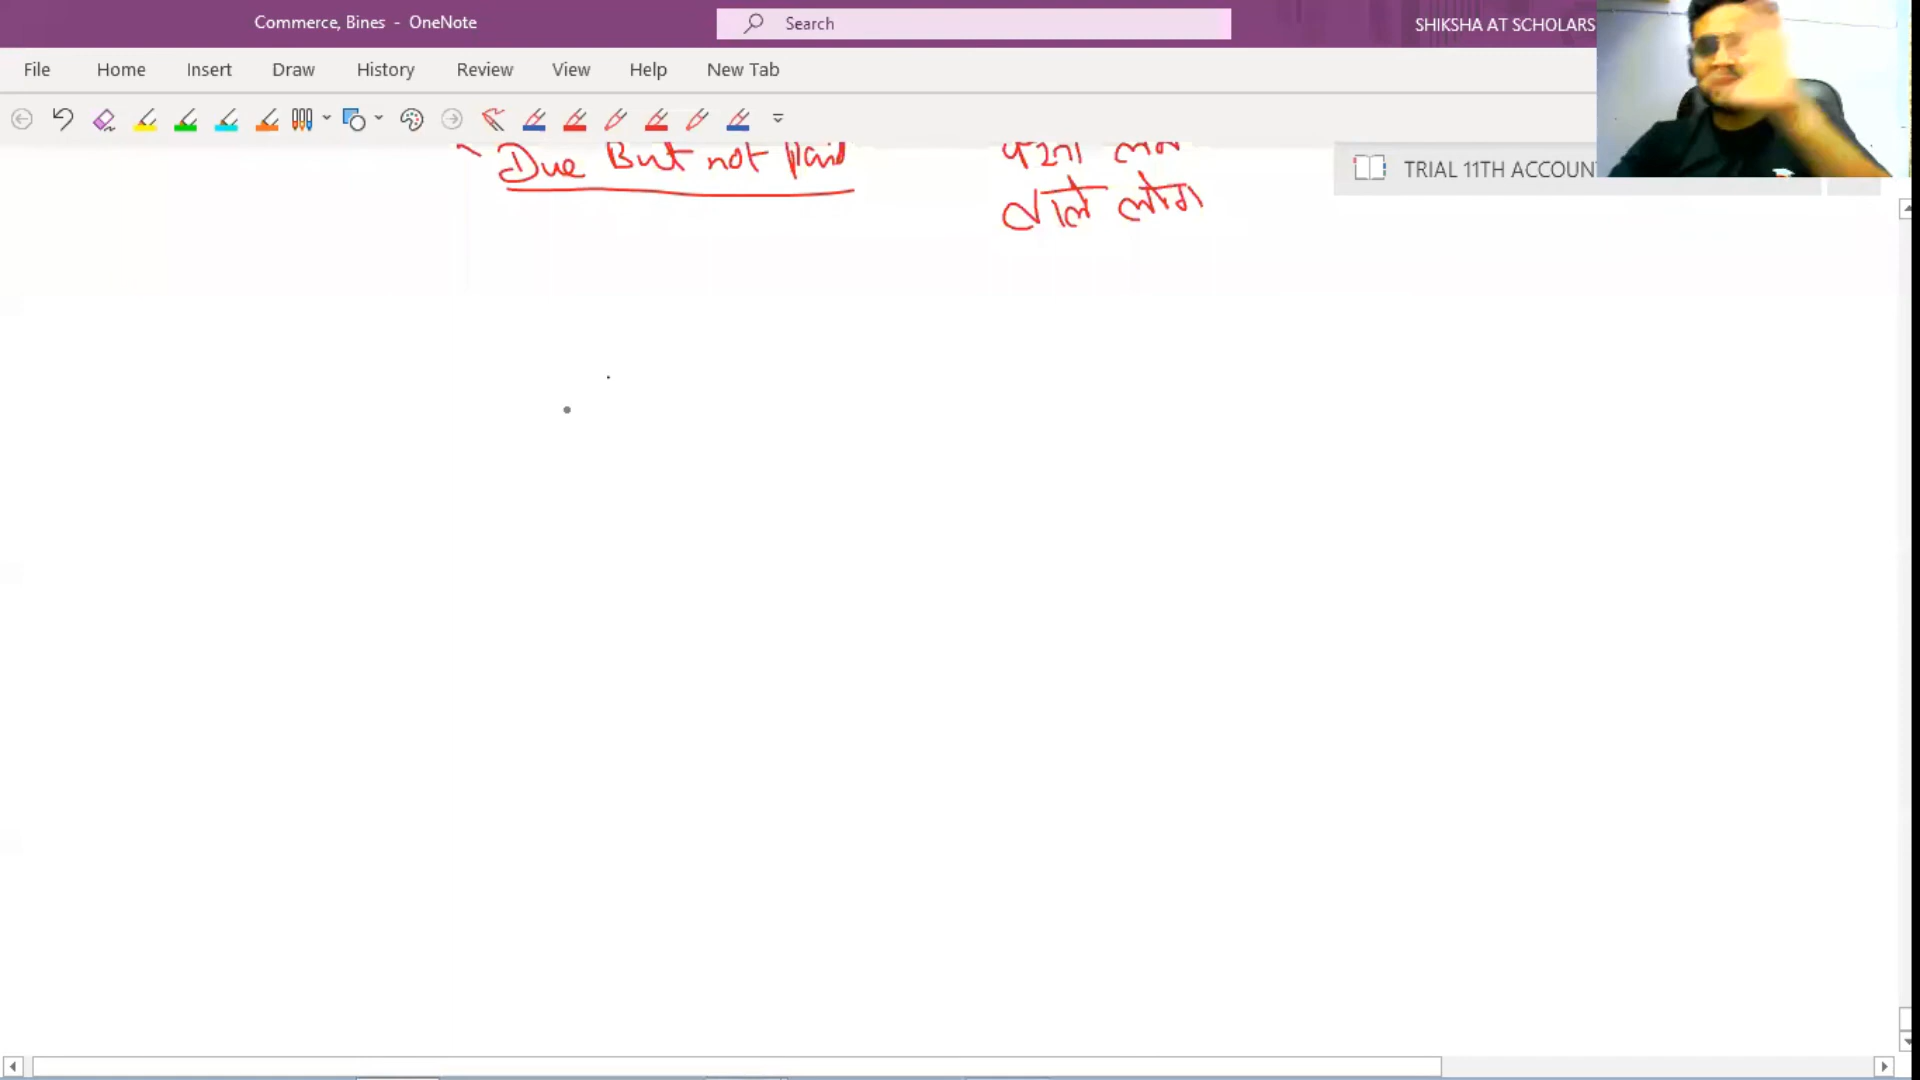 Commerce, Bines - OneNote
Search
SHIKSHA AT SCHOLARS
File Home Insert Draw History Review View Help New Tab
Due But not Paid
TRIAL 11TH ACCOUN
वाले लोग